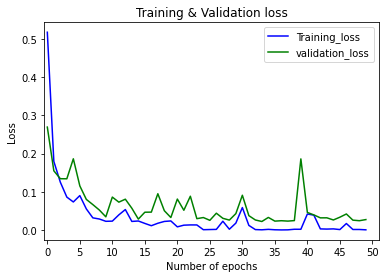 Training & Validation loss
Training_loss
validation_loss
0.5
0.4
0.3
0.2
0.1
0.0
Loss
0 5 10 15 20 25 30 35 40 45 50
Number of epochs